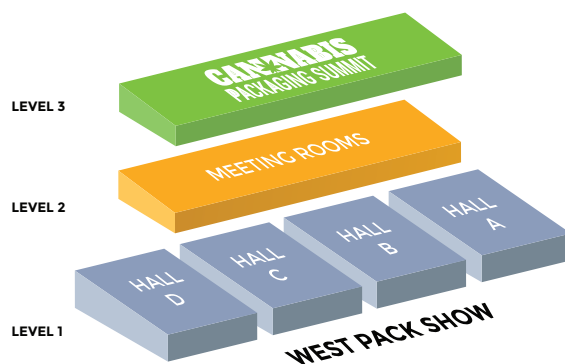 CANNABIS
PACKAGING SUMMIT
LEVEL 3
MEETING ROOMS
LEVEL 2
HALL
A
HALL
B
HALL
C
HALL
D
LEVEL 1
WEST PACK SHOW